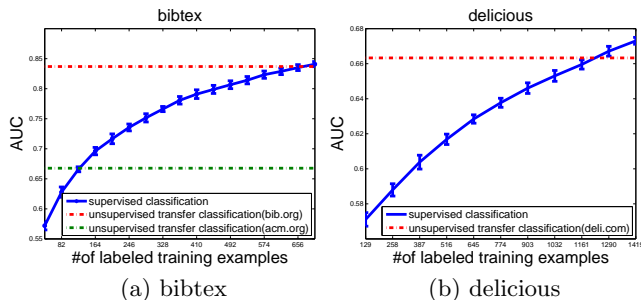 bibtex
AUC
0.85
0.8
0.75
0.7
0.65
0.6
0.55
supervised classification
unsupervised transfer classification(bib.org)
unsupervised transfer classification(acm.org)
82 164 246 328 410 492 574 656
#of labeled training examples
(a) bibtex
delicious
AUC
0.68
0.66
0.64
0.62
0.6
0.58
supervised classification
unsupervised transfer classification(deli.com)
129 258 387 516 645 774 903 1032 1161 1290 1419
#of labeled training examples
(b) delicious